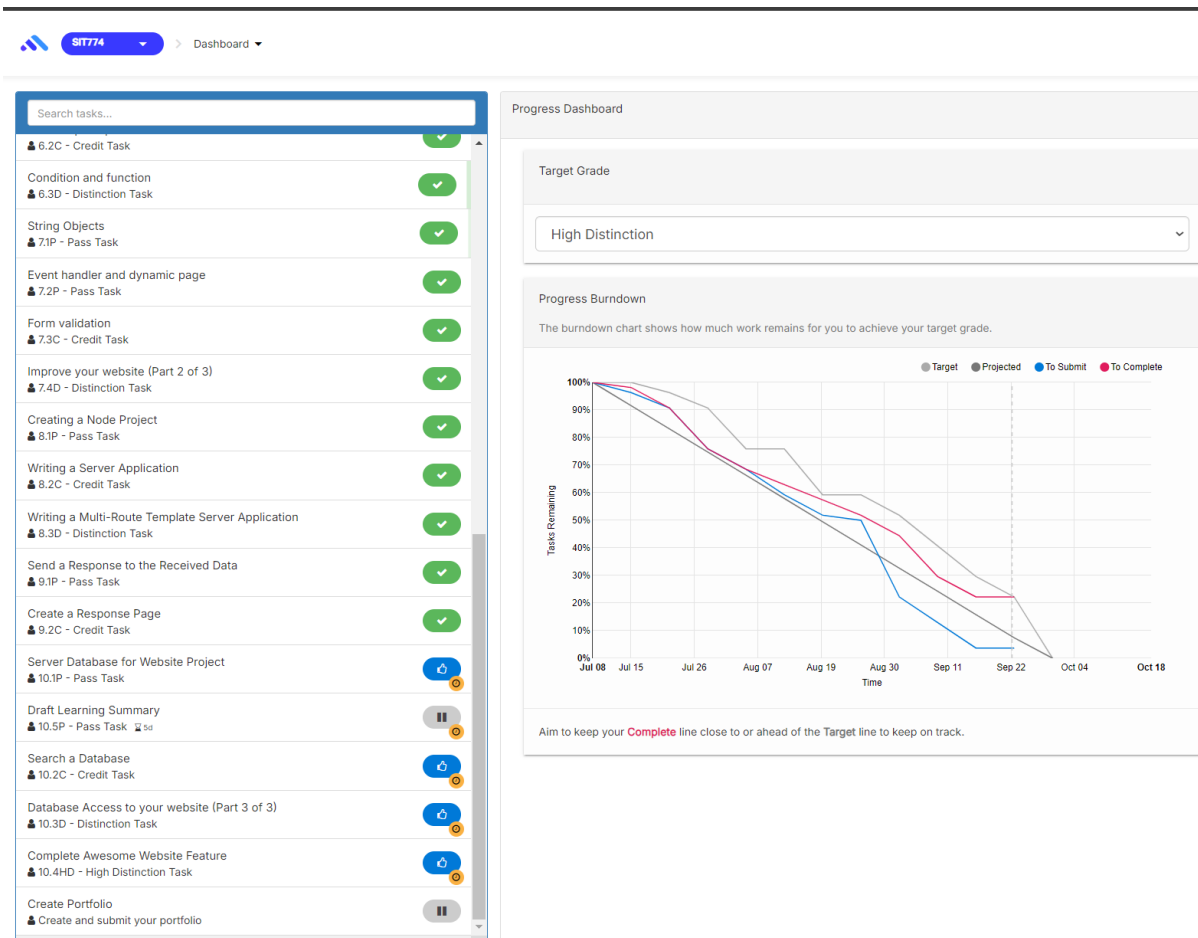 SIT774
Dashboard
Search tasks...
6.2C - Credit Task
Condition and function
6.3D - Distinction Task
String Objects
7.1P - Pass Task
Event handler and dynamic page
7.2P - Pass Task
Form validation
7.3C - Credit Task
Improve your website (Part 2 of 3)
7.4D - Distinction Task
Creating a Node Project
8.1P - Pass Task
Writing a Server Application
8.2C - Credit Task
Writing a Multi-Route Template Server Application
8.3D - Distinction Task
Send a Response to the Received Data
9.1P - Pass Task
Create a Response Page
9.2C - Credit Task
Server Database for Website Project
10.1P - Pass Task
Draft Learning Summary
10.5P - Pass Task 5d
Search a Database
10.2C - Credit Task
Database Access to your website (Part 3 of 3)
10.3D - Distinction Task
Complete Awesome Website Feature
10.4HD - High Distinction Task
Create Portfolio
Create and submit your portfolio
Progress Dashboard
Target Grade
High Distinction
Progress Burndown
The burndown chart shows how much work remains for you to achieve your target grade.
Target Projected To Submit To Complete
100%
90%
80%
70%
60%
50%
40%
30%
20%
10%
0%
Tasks Remaining
Jul 08 Jul 15 Jul 26 Aug 07 Aug 19 Aug 30 Sep 11 Sep 22 Oct 04 Oct 18
Time
Aim to keep your Complete line close to or ahead of the Target line to keep on track.